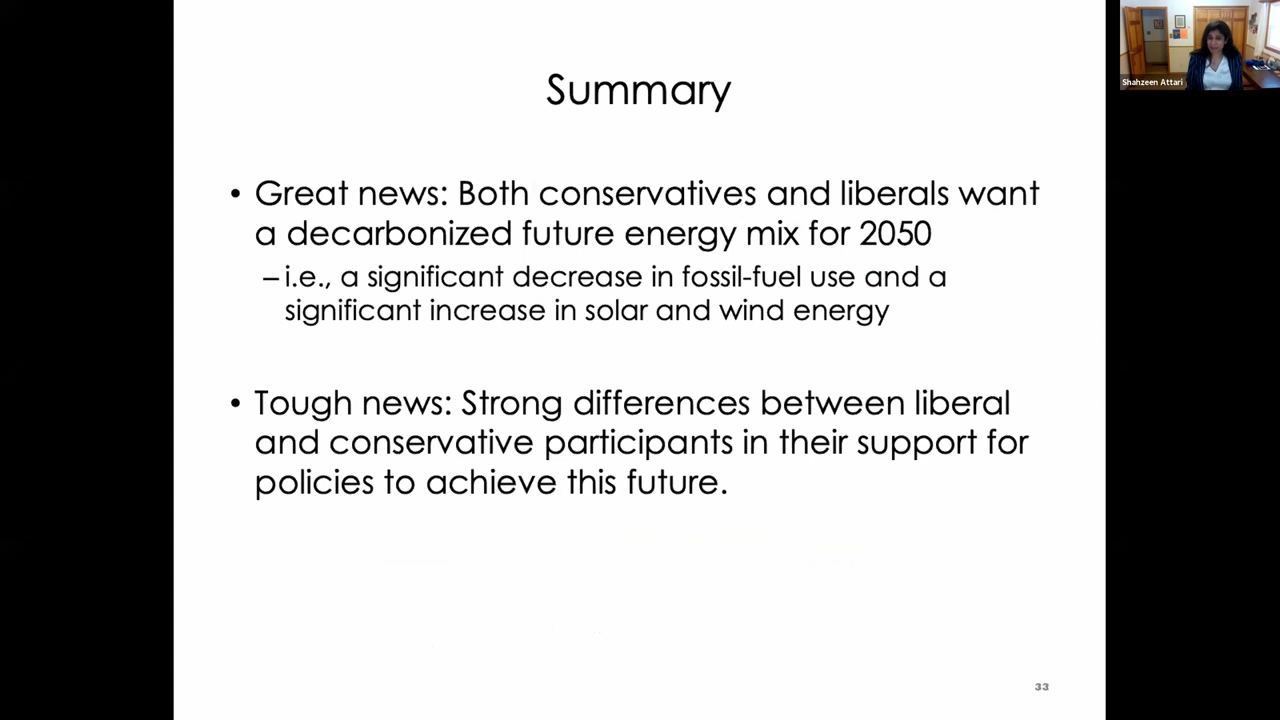 Summary
• Great news: Both conservatives and liberals want
a decarbonized future energy mix for 2050
– i.e., a significant decrease in fossil-fuel use and a
significant increase in solar and wind energy
• Tough news: Strong differences between liberal
and conservative participants in their support for
policies to achieve this future.
33
Shahzeen Attari